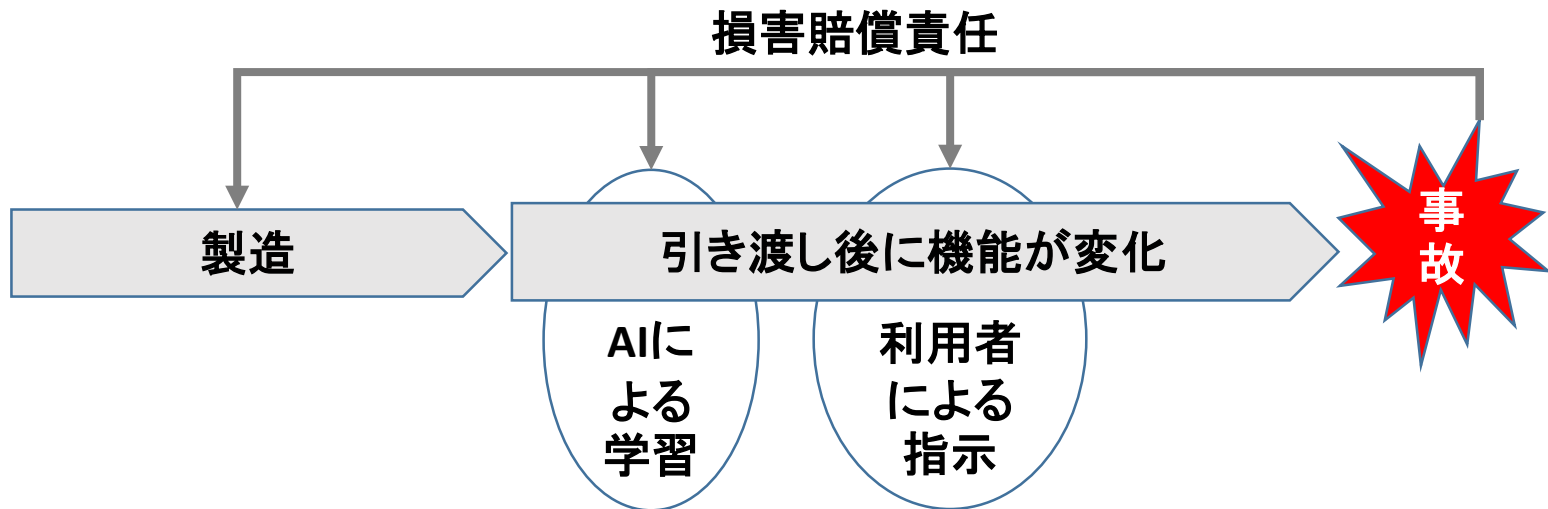 損害賠償責任
製造
引き渡し後に機能が変化
事
故
AIに
よる
学習
利用者
による
指示